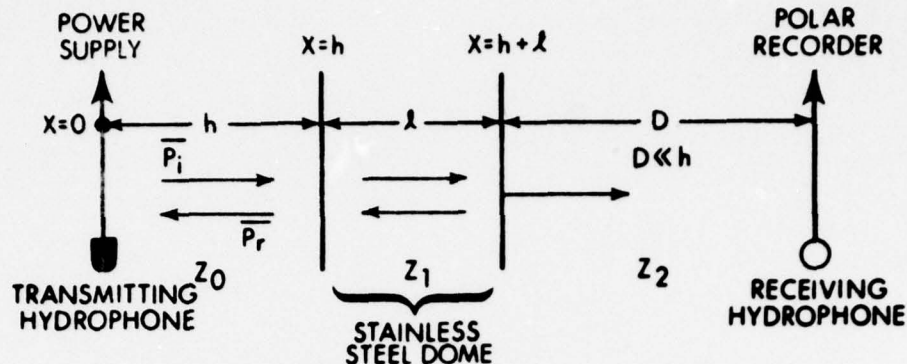 POWER
SUPPLY
POLAR
RECORDER
X=h
X=h+l
X=0
h
l
D
D≪h
P̅i
P̅r
Z0
Z1
Z2
TRANSMITTING
HYDROPHONE
STAINLESS
STEEL DOME
RECEIVING
HYDROPHONE